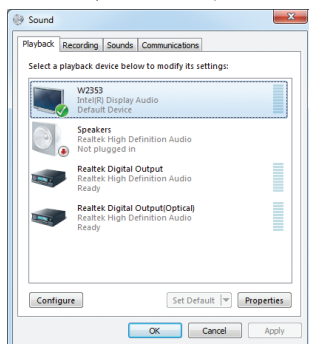 Sound
Playback Recording Sounds Communications
Select a playback device below to modify its settings:
W2353
Intel(R) Display Audio
Default Device
Speakers
Realtek High Definition Audio
Not plugged in
Realtek Digital Output
Realtek High Definition Audio
Ready
Realtek Digital Output(Optical)
Realtek High Definition Audio
Ready
Configure Set Default Properties
OK Cancel Apply